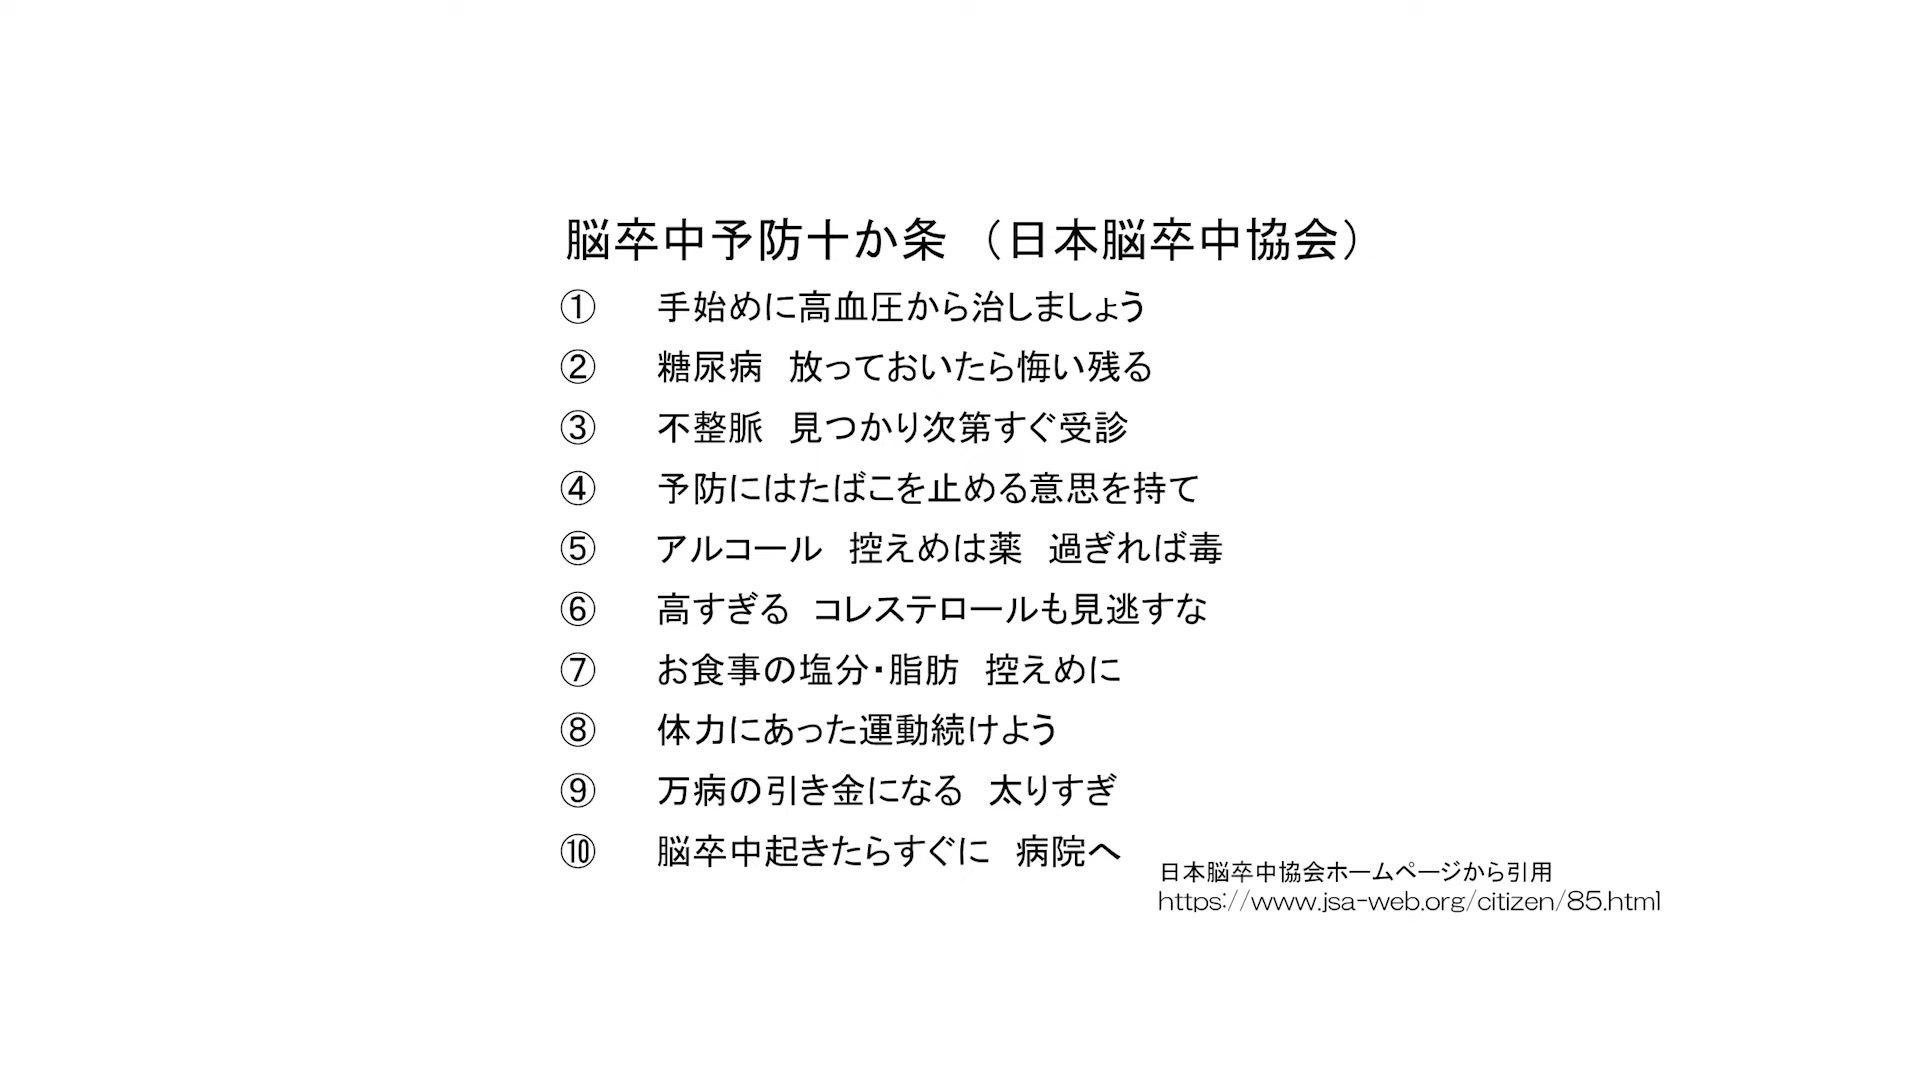 脳卒中予防十か条 （日本脳卒中協会）
① 手始めに高血圧から治しましょう
② 糖尿病　放っておいたら悔い残る
③ 不整脈　見つかり次第すぐ受診
④ 予防にはたばこを止める意思を持て
⑤ アルコール　控えめは薬　過ぎれば毒
⑥ 高すぎる　コレステロールも見逃すな
⑦ お食事の塩分・脂肪　控えめに
⑧ 体力にあった運動続けよう
⑨ 万病の引き金になる　太りすぎ
⑩ 脳卒中起きたらすぐに　病院へ
日本脳卒中協会ホームページから引用
https://www.jsa-web.org/citizen/85.html